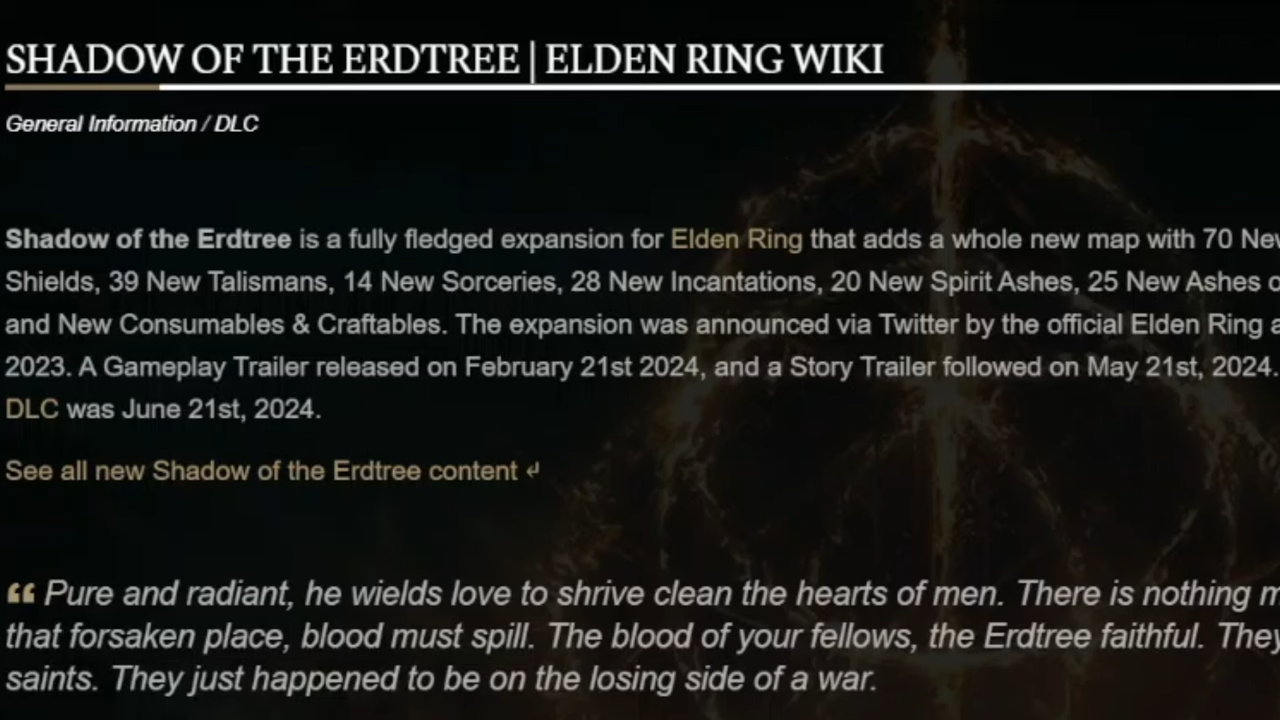 SHADOW OF THE ERDTREE | ELDEN RING WIKI
General Information / DLC
Shadow of the Erdtree is a fully fledged expansion for Elden Ring that adds a whole new map with 70 New
Shields, 39 New Talismans, 14 New Sorceries, 28 New Incantations, 20 New Spirit Ashes, 25 New Ashes
and New Consumables & Craftables. The expansion was announced via Twitter by the official Elden Ring
2023. A Gameplay Trailer released on February 21st 2024, and a Story Trailer followed on May 21st, 2024.
DLC was June 21st, 2024.
See all new Shadow of the Erdtree content ↲
“ Pure and radiant, he wields love to shrive clean the hearts of men. There is nothing
that forsaken place, blood must spill. The blood of your fellows, the Erdtree faithful. They
saints. They just happened to be on the losing side of a war.